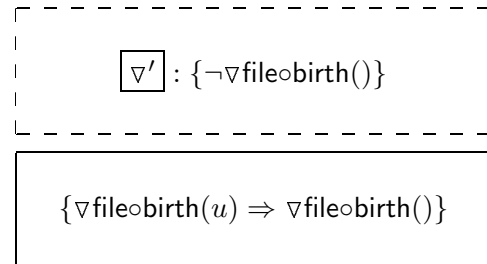 ▿′ : {¬▿file∘birth()}
{▿file∘birth(u) ⇒ ▿file∘birth()}